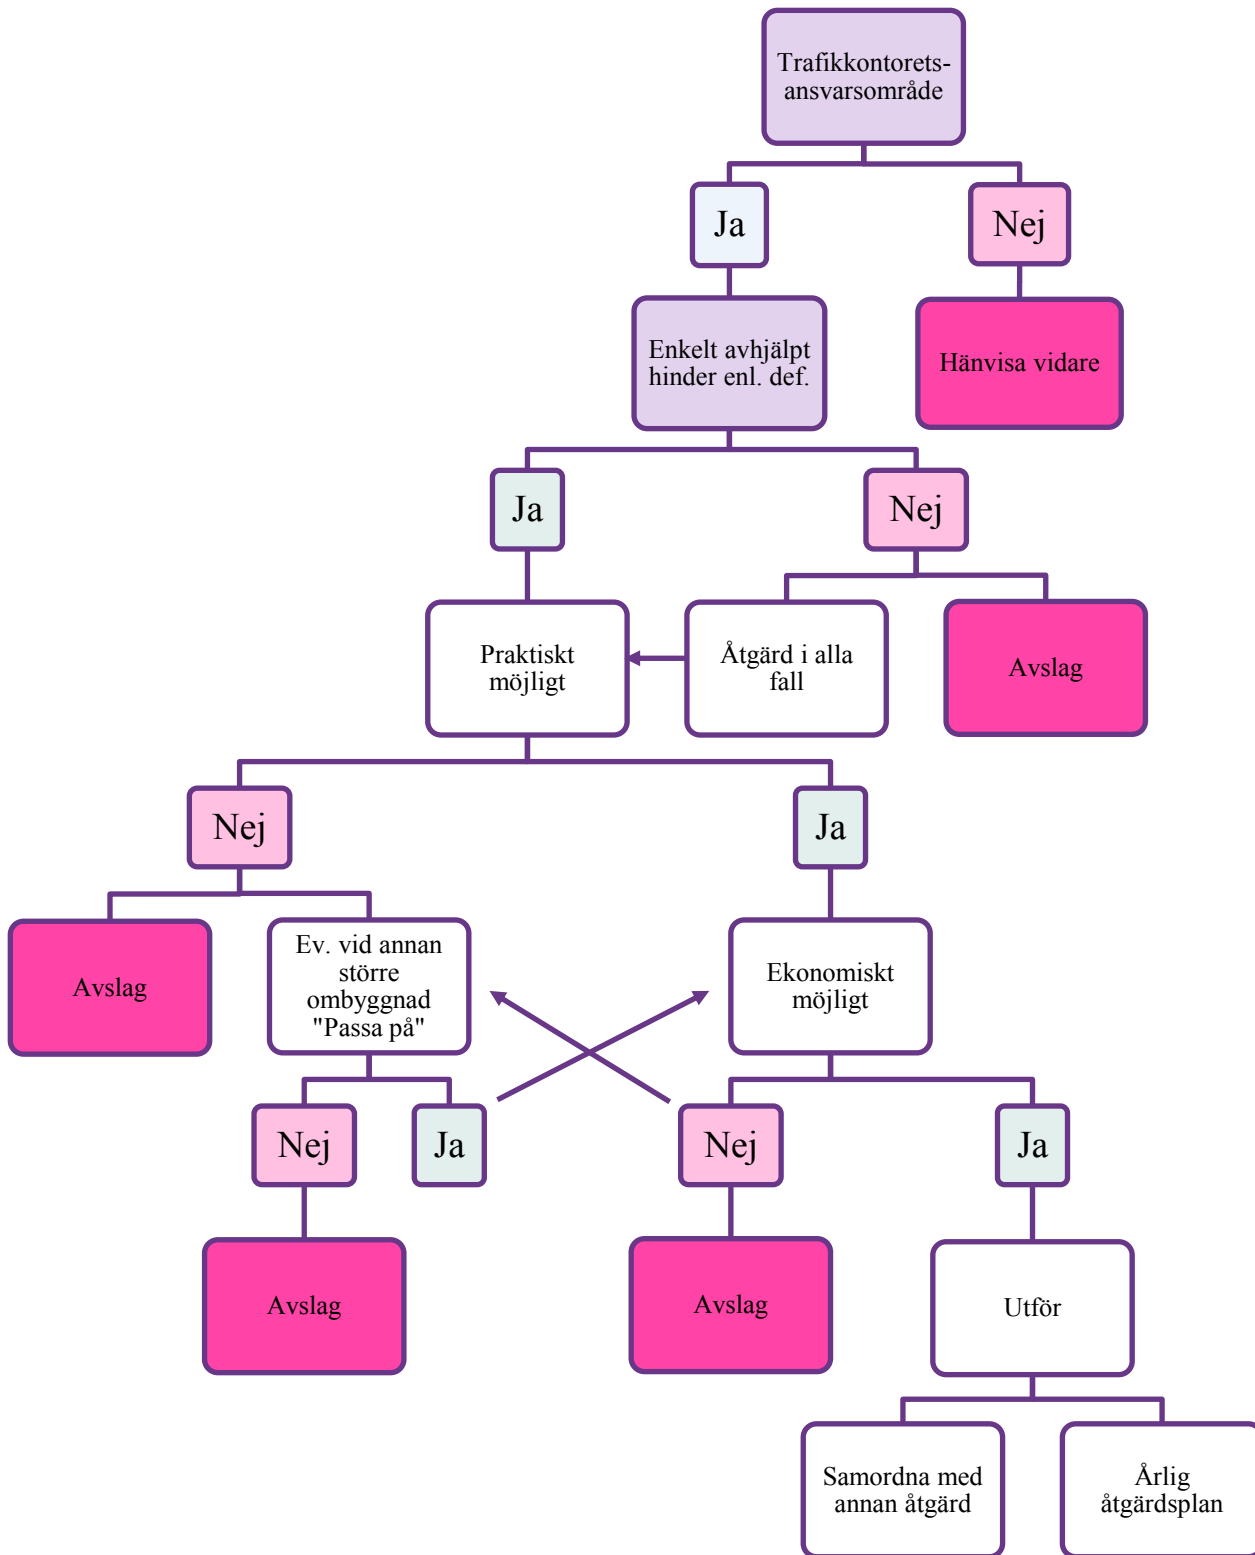 Trafikkontorets-
ansvarsområde
Ja
Nej
Enkelt avhjälpt
hinder enl. def.
Hänvisa vidare
Ja
Nej
Praktiskt
möjligt
Åtgärd i alla
fall
Avslag
Nej
Ja
Avslag
Ev. vid annan
större
ombyggnad
"Passa på"
Ekonomiskt
möjligt
Nej
Ja
Nej
Ja
Avslag
Avslag
Utför
Samordna med
annan åtgärd
Årlig
åtgärdsplan